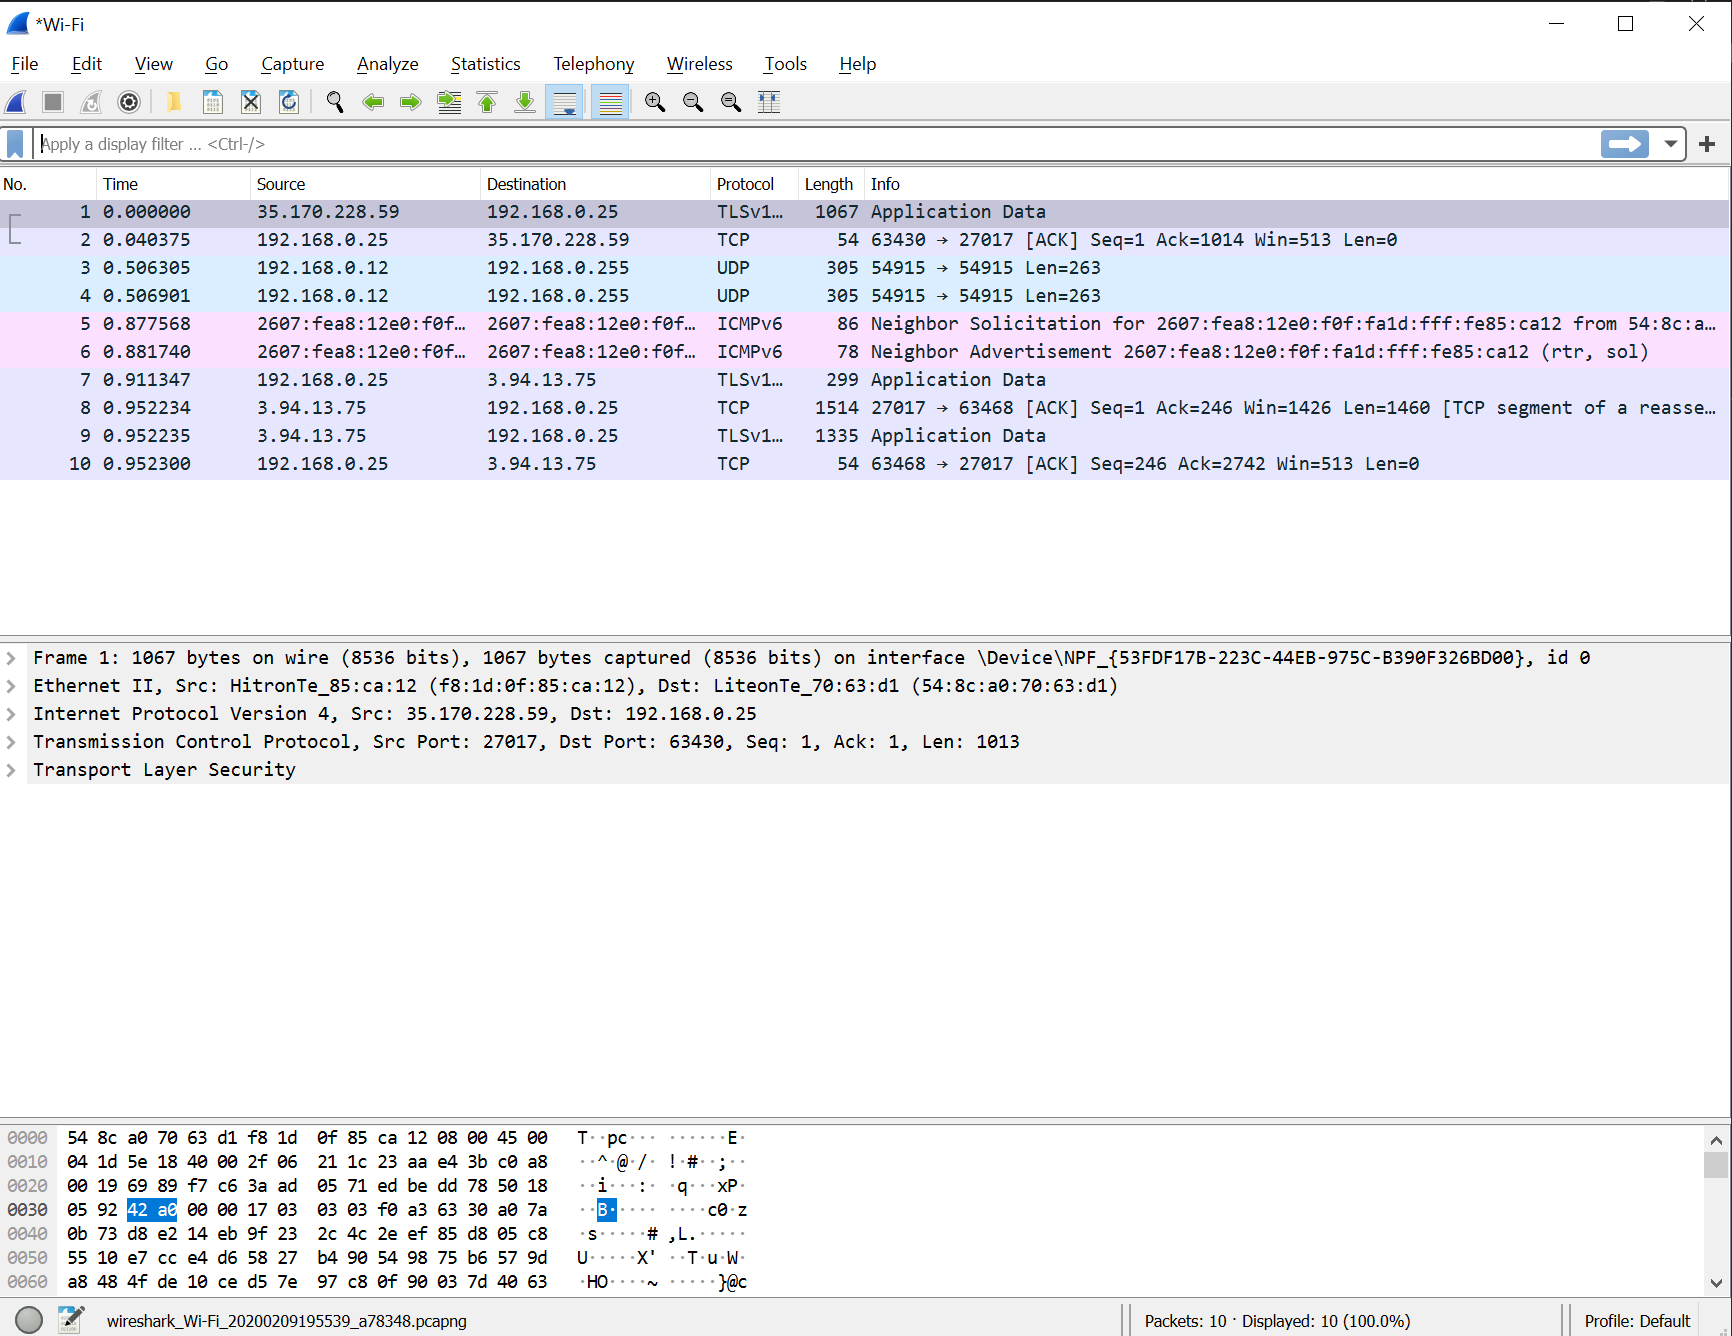 *Wi-Fi
File Edit View Go Capture Analyze Statistics Telephony Wireless Tools Help
Apply a display filter ... <Ctrl-/>
No. Time Source Destination Protocol Length Info
1 0.000000 35.170.228.59 192.168.0.25 TLSv1... 1067 Application Data
2 0.040375 192.168.0.25 35.170.228.59 TCP 54 63430 → 27017 [ACK] Seq=1 Ack=1014 Win=513 Len=0
3 0.506305 192.168.0.12 192.168.0.255 UDP 305 54915 → 54915 Len=263
4 0.506901 192.168.0.12 192.168.0.255 UDP 305 54915 → 54915 Len=263
5 0.877568 2607:fea8:12e0:f0f... 2607:fea8:12e0:f0f... ICMPv6 86 Neighbor Solicitation for 2607:fea8:12e0:f0f:fa1d:fff:fe85:ca12 from 54:8c:a...
6 0.881740 2607:fea8:12e0:f0f... 2607:fea8:12e0:f0f... ICMPv6 78 Neighbor Advertisement 2607:fea8:12e0:f0f:fa1d:fff:fe85:ca12 (rtr, sol)
7 0.911347 192.168.0.25 3.94.13.75 TLSv1... 299 Application Data
8 0.952234 3.94.13.75 192.168.0.25 TCP 1514 27017 → 63468 [ACK] Seq=1 Ack=246 Win=1426 Len=1460 [TCP segment of a reasse...
9 0.952235 3.94.13.75 192.168.0.25 TLSv1... 1335 Application Data
10 0.952300 192.168.0.25 3.94.13.75 TCP 54 63468 → 27017 [ACK] Seq=246 Ack=2742 Win=513 Len=0
Frame 1: 1067 bytes on wire (8536 bits), 1067 bytes captured (8536 bits) on interface \Device\NPF_{53FDF17B-223C-44EB-975C-B390F326BD00}, id 0
Ethernet II, Src: HitronTe_85:ca:12 (f8:1d:0f:85:ca:12), Dst: LiteonTe_70:63:d1 (54:8c:a0:70:63:d1)
Internet Protocol Version 4, Src: 35.170.228.59, Dst: 192.168.0.25
Transmission Control Protocol, Src Port: 27017, Dst Port: 63430, Seq: 1, Ack: 1, Len: 1013
Transport Layer Security
0000 54 8c a0 70 63 d1 f8 1d 0f 85 ca 12 08 00 45 00 T··pc··· ······E·
0010 04 1d 5e 18 40 00 2f 06 21 1c 23 aa e4 3b c0 a8 ··^·@·/· !·#··;··
0020 00 19 69 89 f7 c6 3a ad 05 71 ed be dd 78 50 18 ··i···:· ·q···xP·
0030 05 92 42 a0 00 00 17 03 03 03 f0 a3 63 30 a0 7a ··B····· ····c0·z
0040 0b 73 d8 e2 14 eb 9f 23 2c 4c 2e ef 85 d8 05 c8 ·s·····# ,L.·····
0050 55 10 e7 cc e4 d6 58 27 b4 90 54 98 75 b6 57 9d U·····X' ··T·u·W·
0060 a8 48 4f de 10 ce d5 7e 97 c8 0f 90 03 7d 40 63 ·HO····~ ·····}@c
wireshark_Wi-Fi_20200209195539_a78348.pcapng Packets: 10 · Displayed: 10 (100.0%) Profile: Default